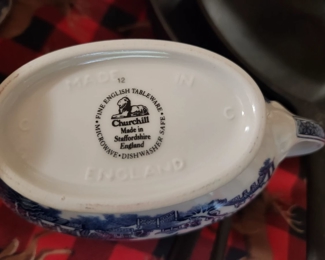 MADE IN
12
FINE ENGLISH TABLEWARE
Churchill
Made in
Staffordshire
England
MICROWAVE • DISHWASHER SAFE
ENGLAND